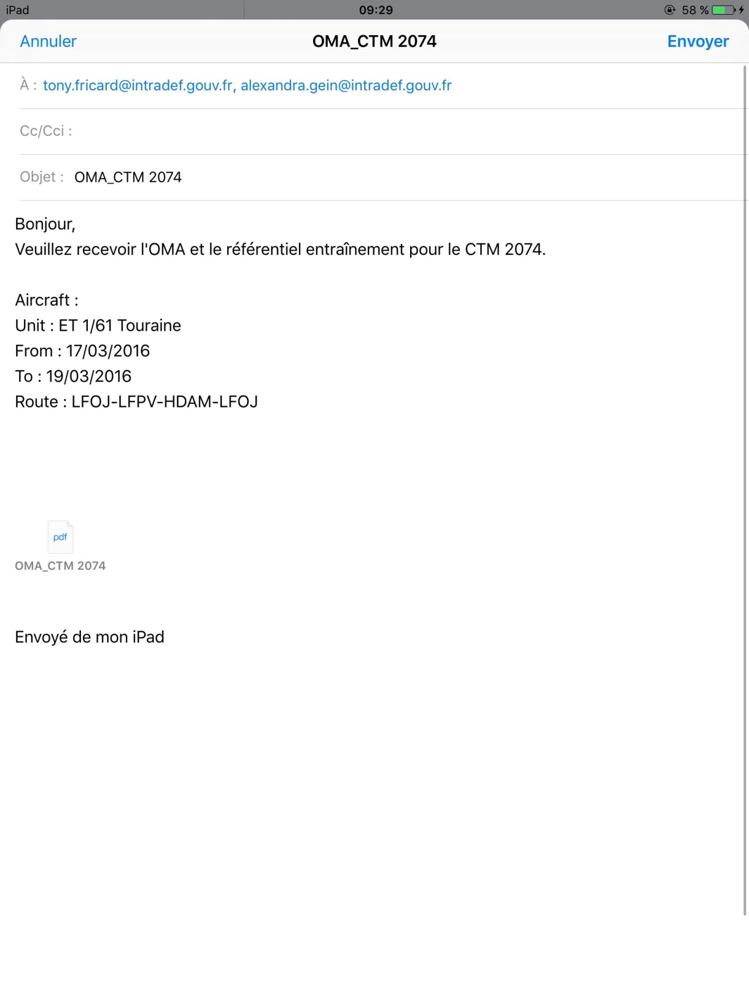 iPad 09:29 58 %
Annuler OMA_CTM 2074 Envoyer
À : tony.fricard@intradef.gouv.fr, alexandra.gein@intradef.gouv.fr
Cc/Cci :
Objet : OMA_CTM 2074
Bonjour,
Veuillez recevoir l'OMA et le référentiel entraînement pour le CTM 2074.
Aircraft :
Unit : ET 1/61 Touraine
From : 17/03/2016
To : 19/03/2016
Route : LFOJ-LFPV-HDAM-LFOJ
pdf
OMA_CTM 2074
Envoyé de mon iPad